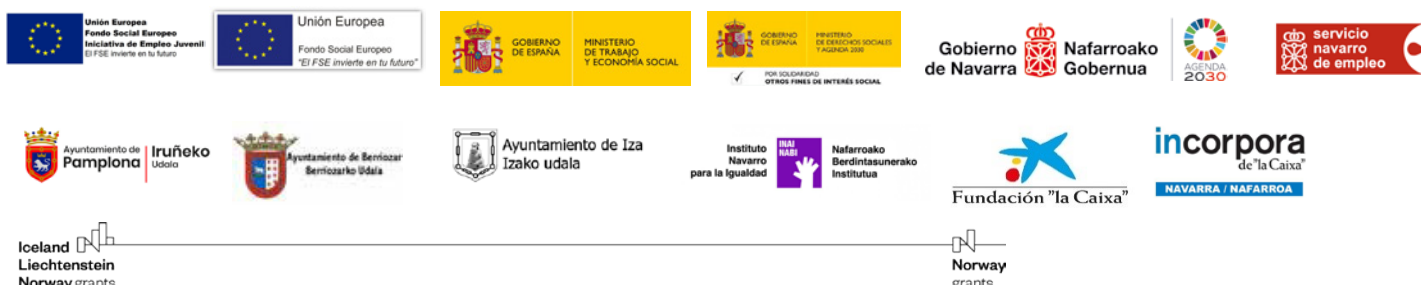 Unión Europea
Fondo Social Europeo
Iniciativa de Empleo Juvenil
El FSE invierte en tu futuro
Unión Europea
Fondo Social Europeo
"El FSE invierte en tu futuro"
GOBIERNO
DE ESPAÑA
MINISTERIO
DE TRABAJO
Y ECONOMÍA SOCIAL
GOBIERNO
DE ESPAÑA
MINISTERIO
DE DERECHOS SOCIALES
Y AGENDA 2030
POR SOLIDARIDAD
OTROS FINES DE INTERÉS SOCIAL
Gobierno
de Navarra
Nafarroako
Gobernua
AGENDA
2030
servicio
navarro
de empleo
Ayuntamiento de
Pamplona
Iruñeko
Udala
Ayuntamiento de Berriozar
Berriozarko Udala
Ayuntamiento de Iza
Izako udala
Instituto
Navarro
para la Igualdad
INAI
NABI
Nafarroako
Berdintasunerako
Institutua
Fundación "la Caixa"
incorpora
de "la Caixa"
NAVARRA / NAFARROA
Iceland
Liechtenstein
Norway grants
Norway
grants